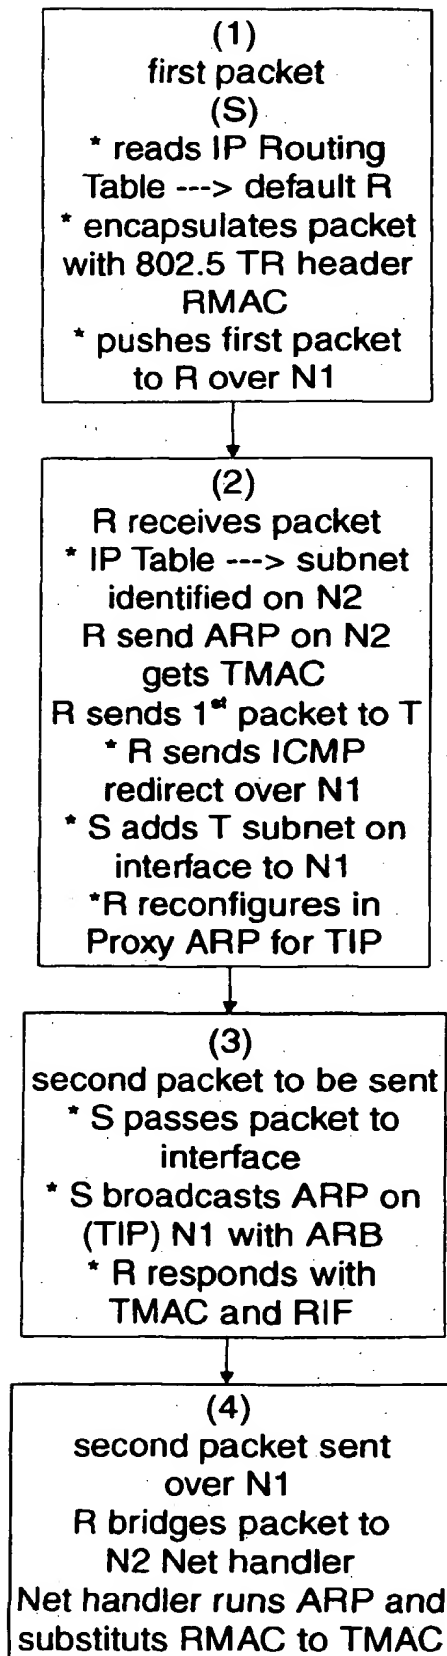 (1)
first packet
(S)
* reads IP Routing
Table ---> default R
* encapsulates packet
with 802.5 TR header
RMAC
* pushes first packet
to R over N1
(2)
R receives packet
* IP Table ---> subnet
identified on N2
R send ARP on N2
gets TMAC
R sends 1st packet to T
* R sends ICMP
redirect over N1
* S adds T subnet on
interface to N1
*R reconfigures in
Proxy ARP for TIP
(3)
second packet to be sent
* S passes packet to
interface
* S broadcasts ARP on
(TIP) N1 with ARB
* R responds with
TMAC and RIF
(4)
second packet sent
over N1
R bridges packet to
N2 Net handler
Net handler runs ARP and
substituts RMAC to TMAC